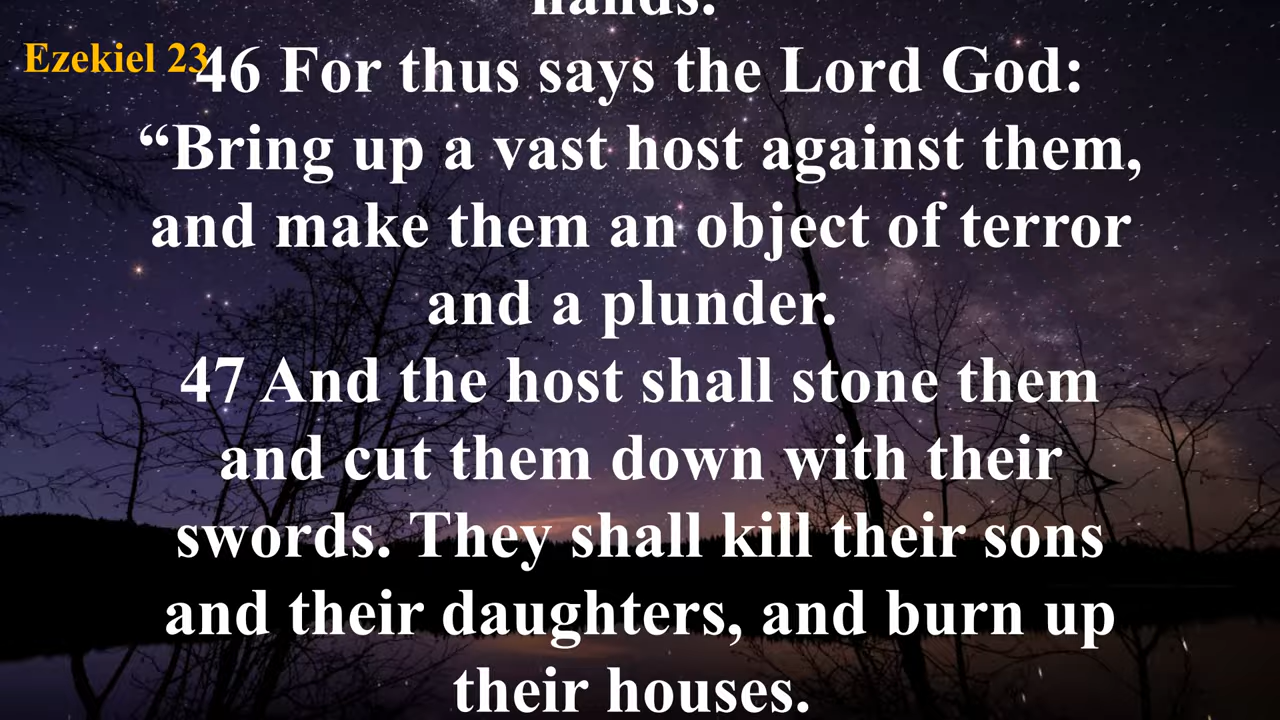 hands.
Ezekiel 23
46 For thus says the Lord God:
“Bring up a vast host against them,
and make them an object of terror
and a plunder.
47 And the host shall stone them
and cut them down with their
swords. They shall kill their sons
and their daughters, and burn up
their houses.